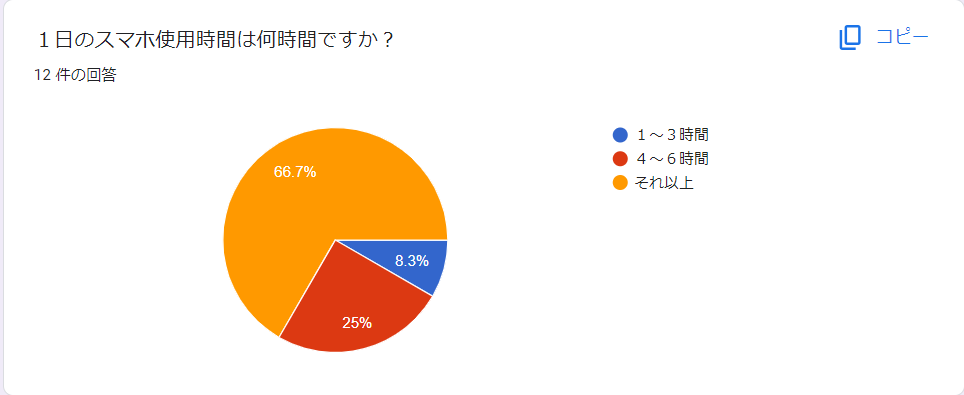 １日のスマホ使用時間は何時間ですか？
コピー
12 件の回答
１～３時間
４～６時間
それ以上
66.7%
8.3%
25%